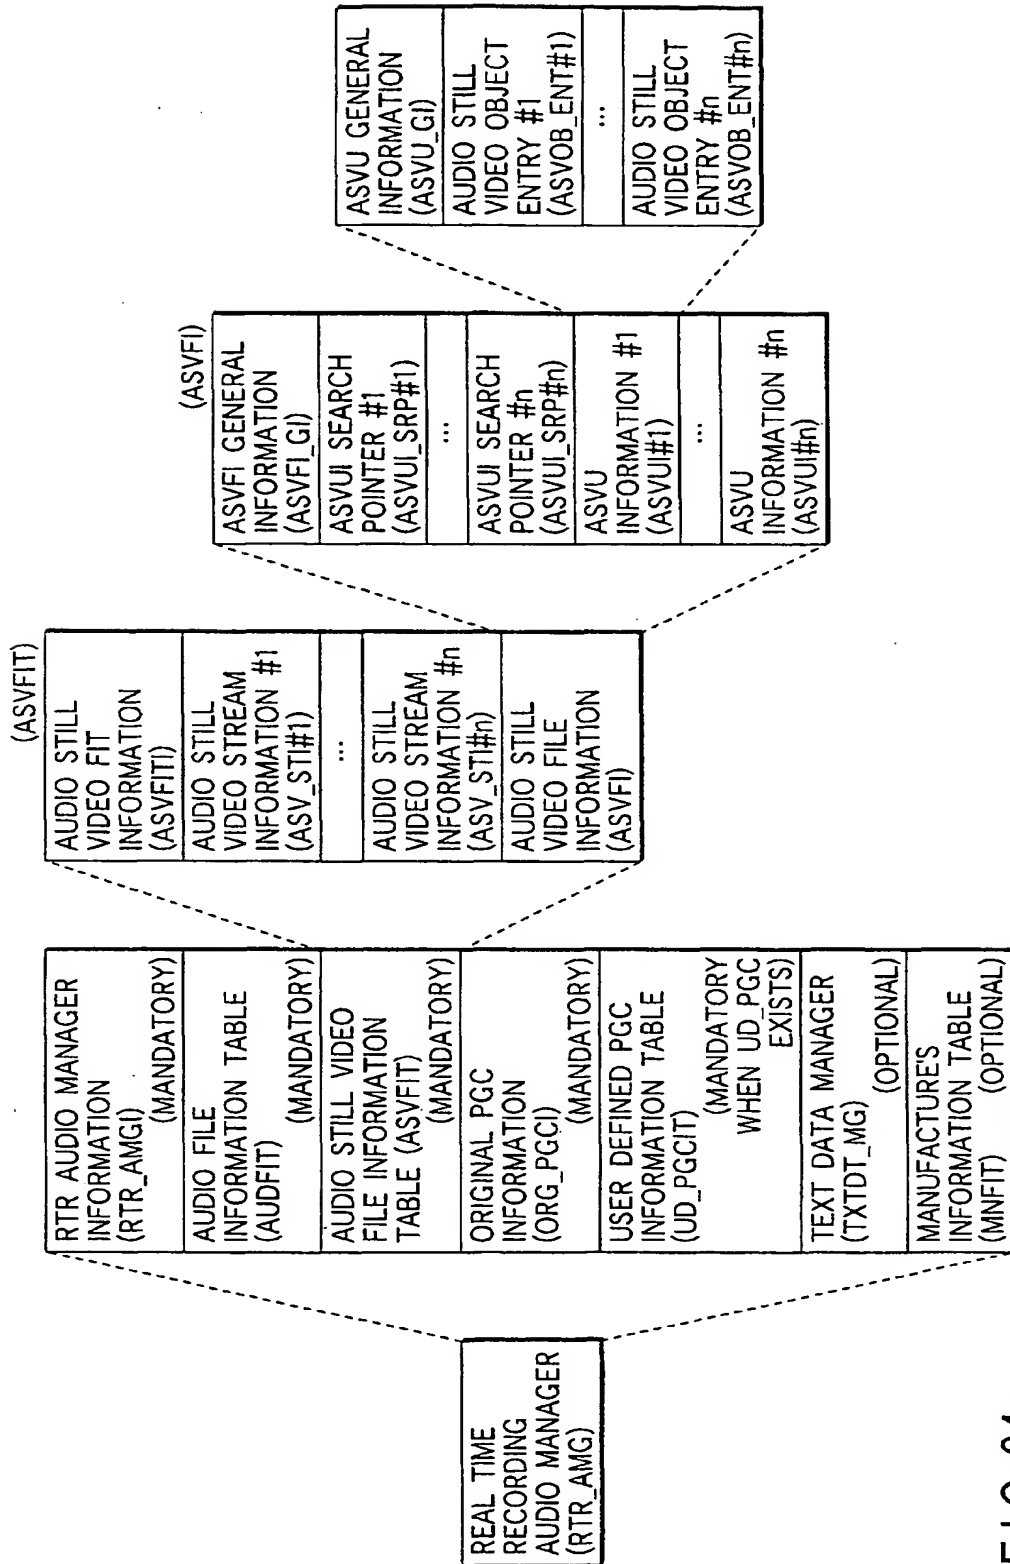 REAL TIME
RECORDING
AUDIO MANAGER
(RTR_AMG)
RTR AUDIO MANAGER
INFORMATION
(RTR_AMGI)
(MANDATORY)
AUDIO FILE
INFORMATION TABLE
(AUDFIT)
(MANDATORY)
AUDIO STILL VIDEO
FILE INFORMATION
TABLE (ASVFIT)
(MANDATORY)
ORIGINAL PGC
INFORMATION
(ORG_PGCI)
(MANDATORY)
USER DEFINED PGC
INFORMATION TABLE
(UD_PGCIT)
(MANDATORY
WHEN UD_PGC
EXISTS)
TEXT DATA MANAGER
(TXTDT_MG)
(OPTIONAL)
MANUFACTURE'S
INFORMATION TABLE
(MNFIT) (OPTIONAL)
(ASVFIT)
AUDIO STILL
VIDEO FIT
INFORMATION
(ASVFITI)
AUDIO STILL
VIDEO STREAM
INFORMATION #1
(ASV_STI#1)
...
AUDIO STILL
VIDEO STREAM
INFORMATION #n
(ASV_STI#n)
AUDIO STILL
VIDEO FILE
INFORMATION
(ASVFI)
(ASVFI)
ASVFI GENERAL
INFORMATION
(ASVFI_GI)
ASVUI SEARCH
POINTER #1
(ASVUI_SRP#1)
...
ASVUI SEARCH
POINTER #n
(ASVUI_SRP#n)
ASVU
INFORMATION #1
(ASVUI#1)
...
ASVU
INFORMATION #n
(ASVUI#n)
ASVU GENERAL
INFORMATION
(ASVU_GI)
AUDIO STILL
VIDEO OBJECT
ENTRY #1
(ASVOB_ENT#1)
...
AUDIO STILL
VIDEO OBJECT
ENTRY #n
(ASVOB_ENT#n)